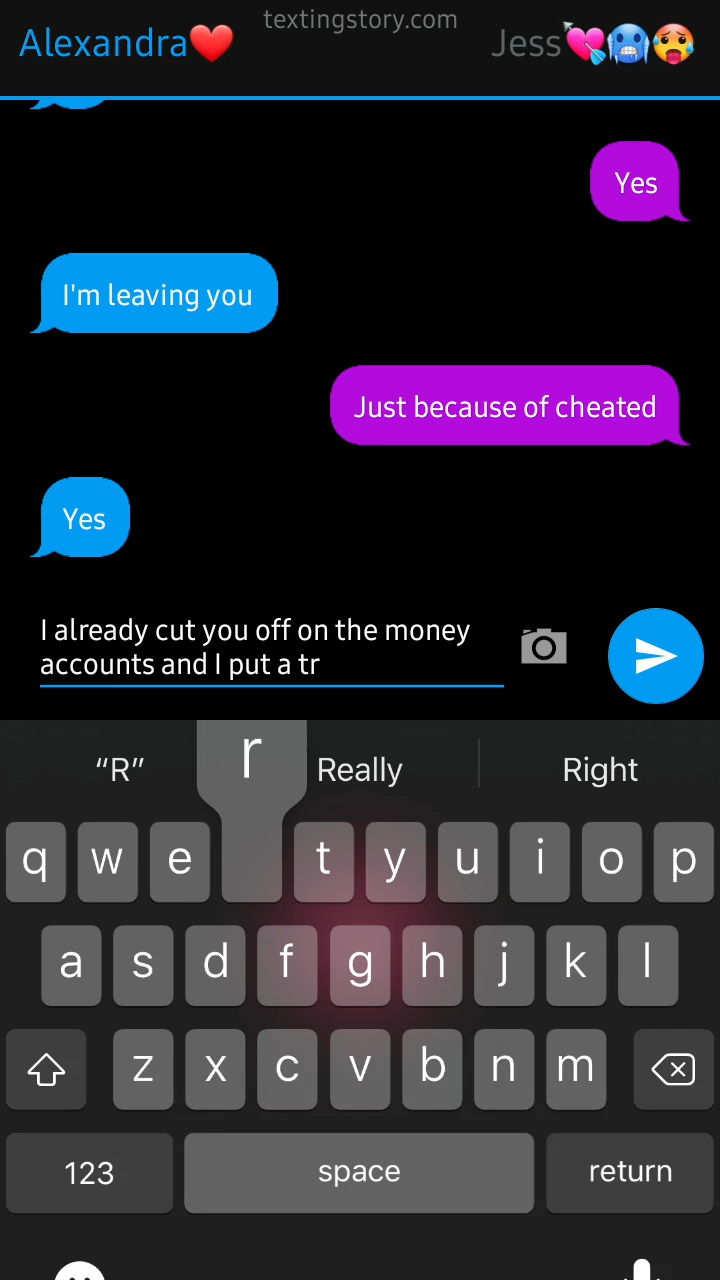 textingstory.com
Alexandra❤️ Jess💘🥶🥵
Yes
I'm leaving you
Just because of cheated
Yes
I already cut you off on the money
accounts and I put a tr
“R” r Really Right
q w e t y u i o p
a s d f g h j k l
z x c v b n m
123 space return